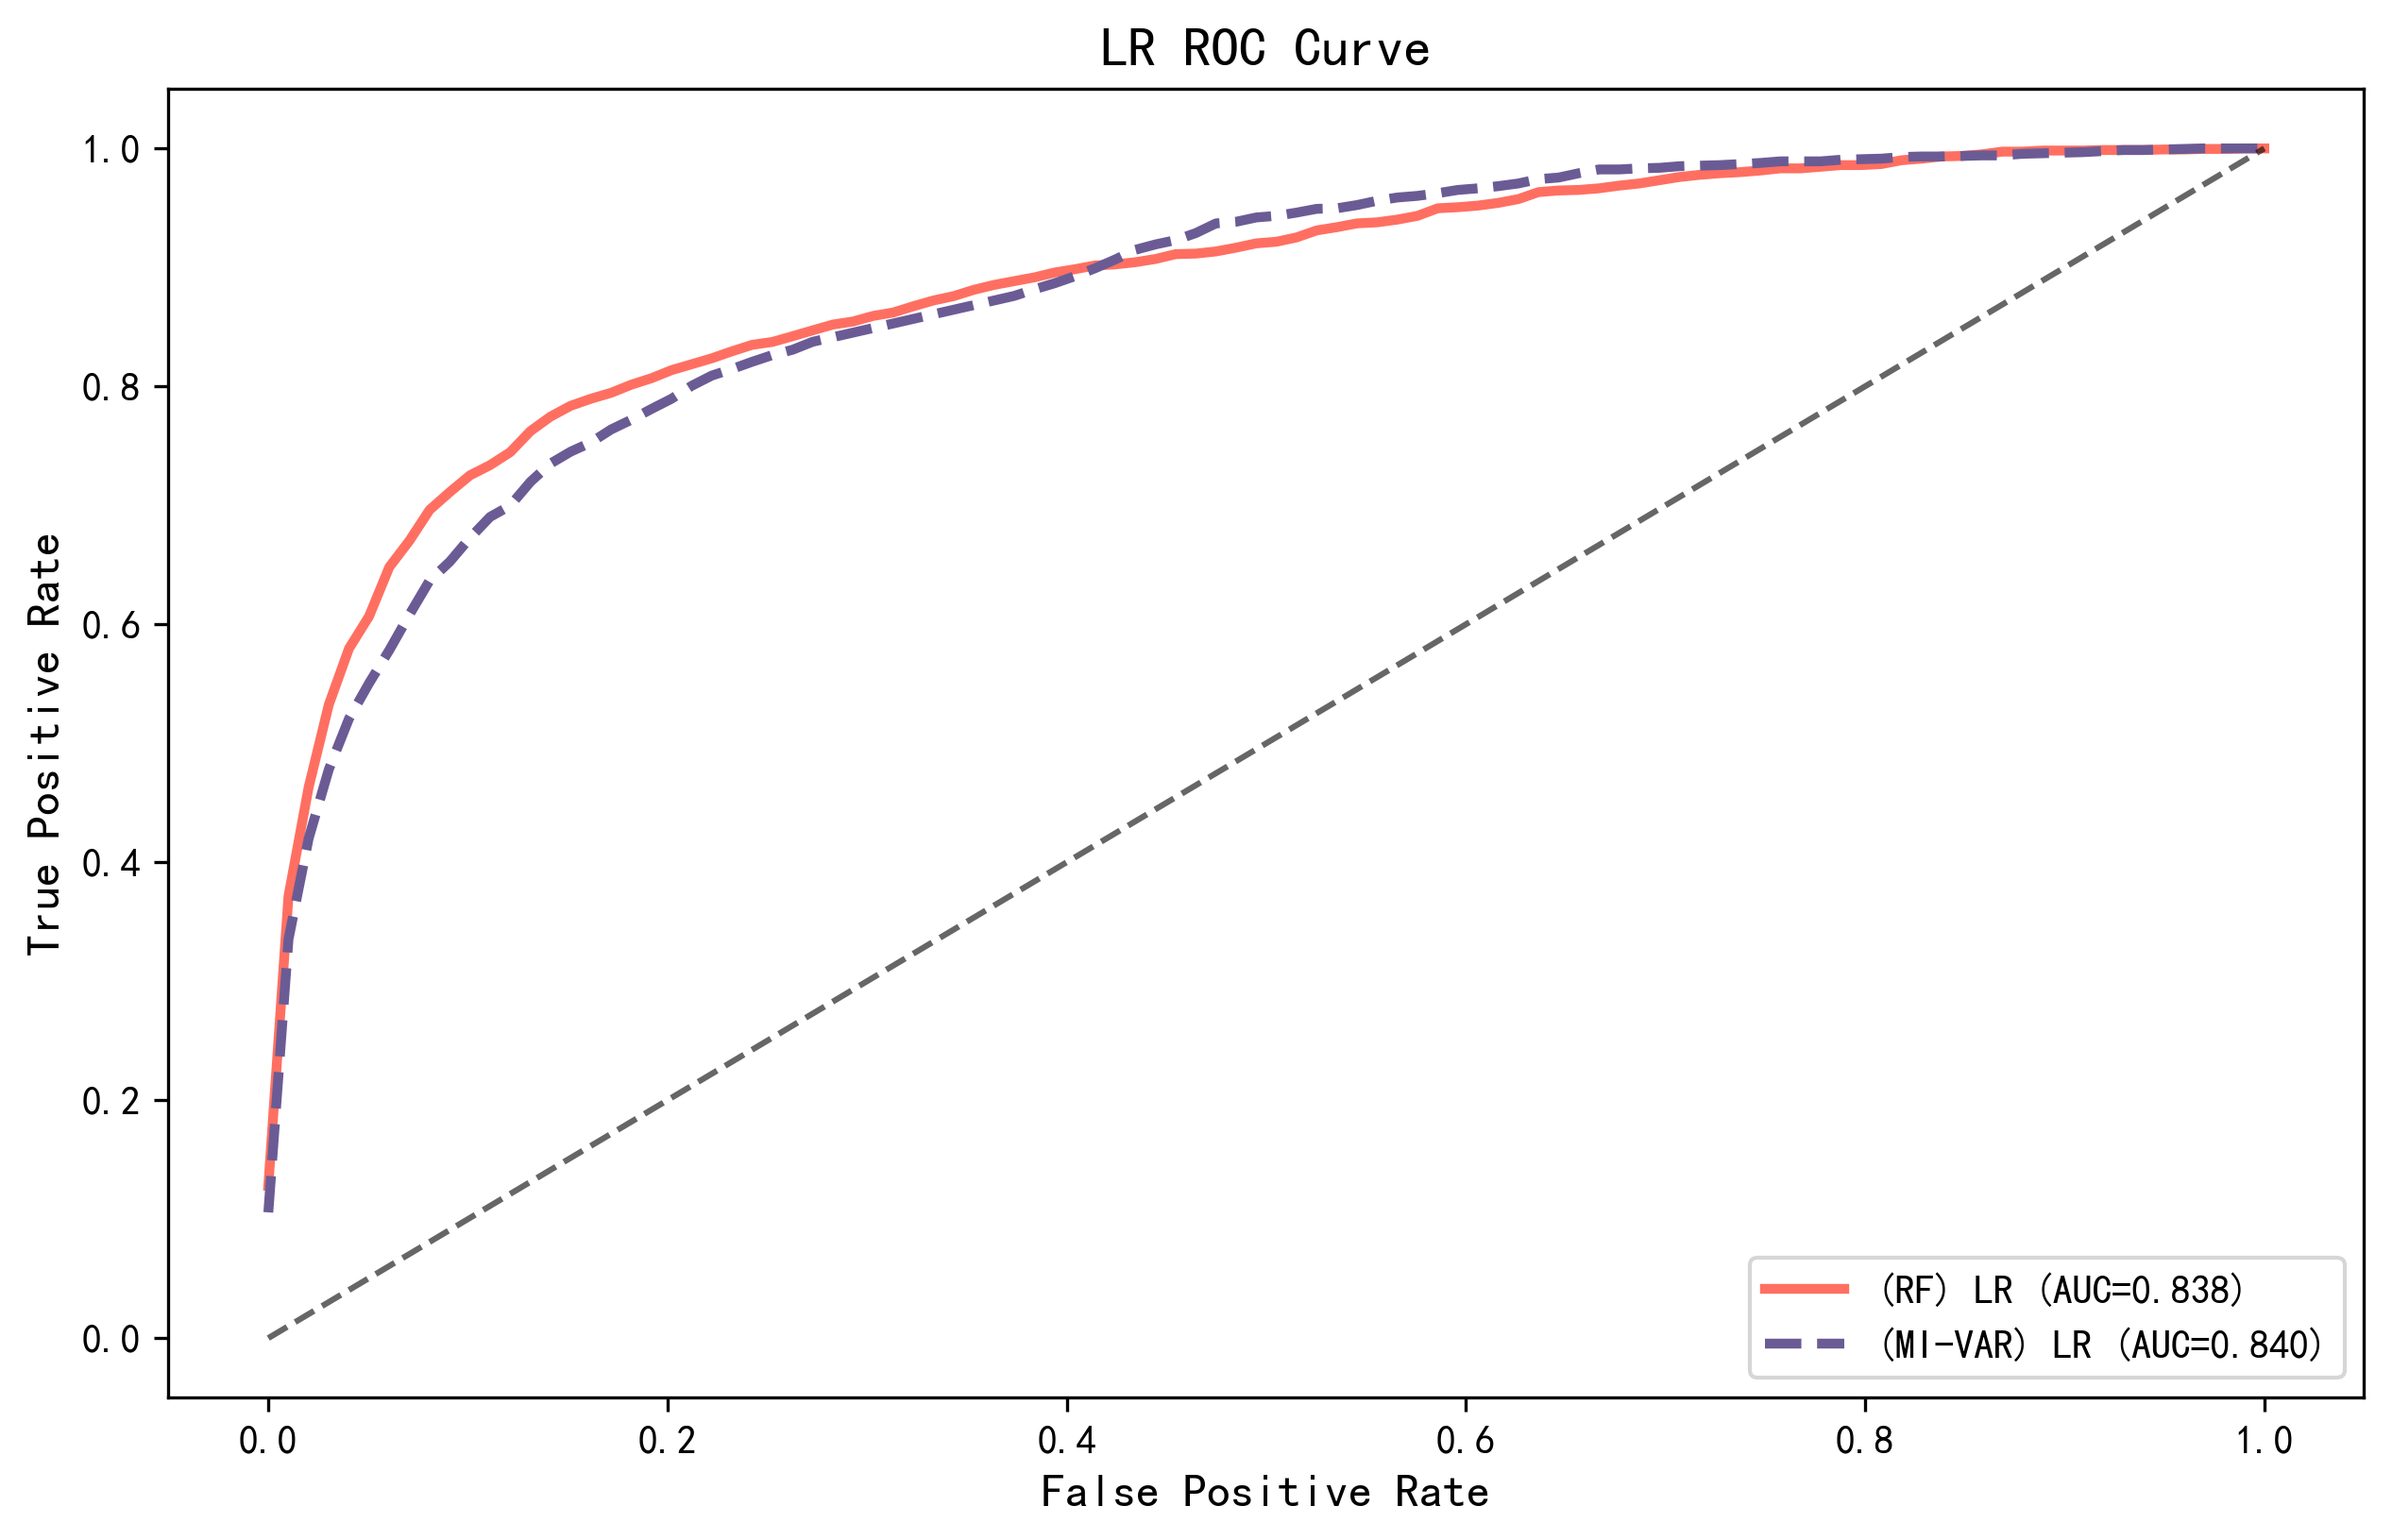 LR ROC Curve
True Positive Rate
1.0
0.8
0.6
0.4
0.2
0.0
(RF) LR (AUC=0.838)
(MI-VAR) LR (AUC=0.840)
0.0 0.2 0.4 0.6 0.8 1.0
False Positive Rate